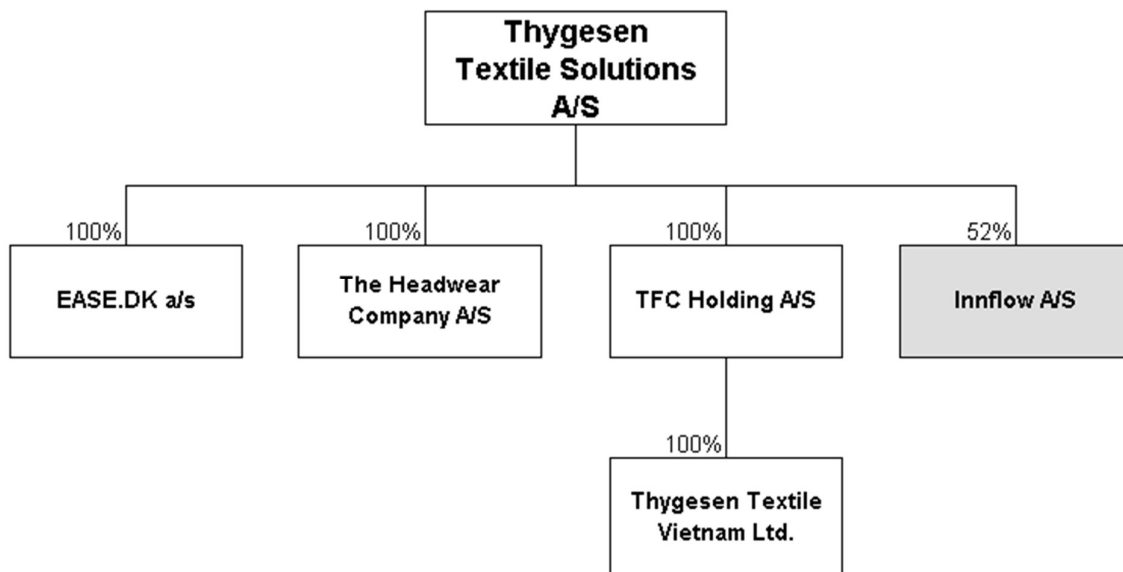 Thygesen
Textile Solutions
A/S
100%
100%
100%
52%
EASE.DK a/s
The Headwear
Company A/S
TFC Holding A/S
Innflow A/S
100%
Thygesen Textile
Vietnam Ltd.